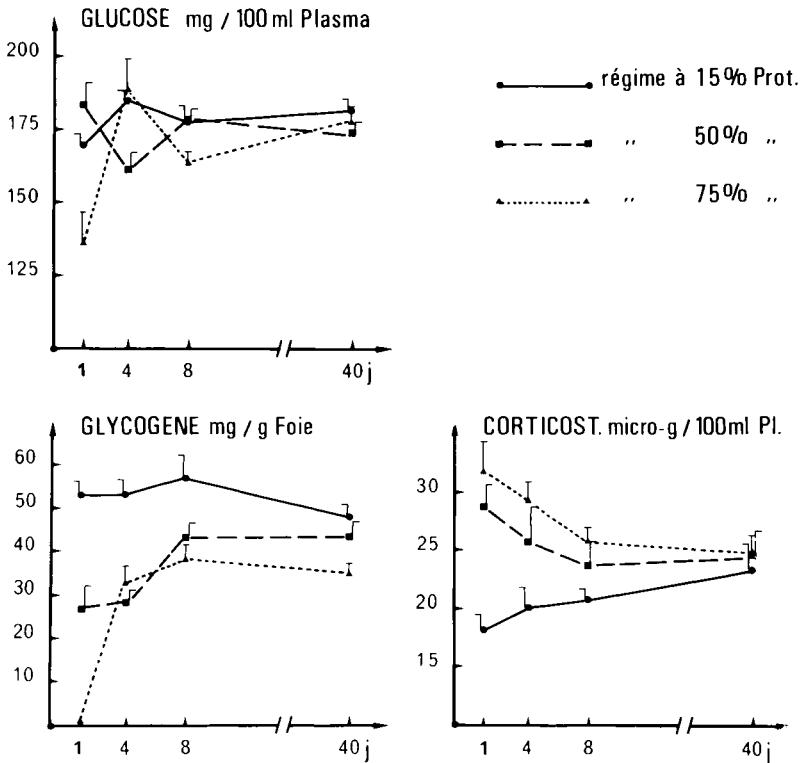 GLUCOSE mg / 100 ml Plasma
200
175
150
125
1 4 8 40 j
régime à 15% Prot.
,, 50% ,,
,, 75% ,,
GLYCOGENE mg / g Foie
60
50
40
30
20
10
1 4 8 40 j
CORTICOST. micro-g / 100ml Pl.
30
25
20
15
1 4 8 40 j